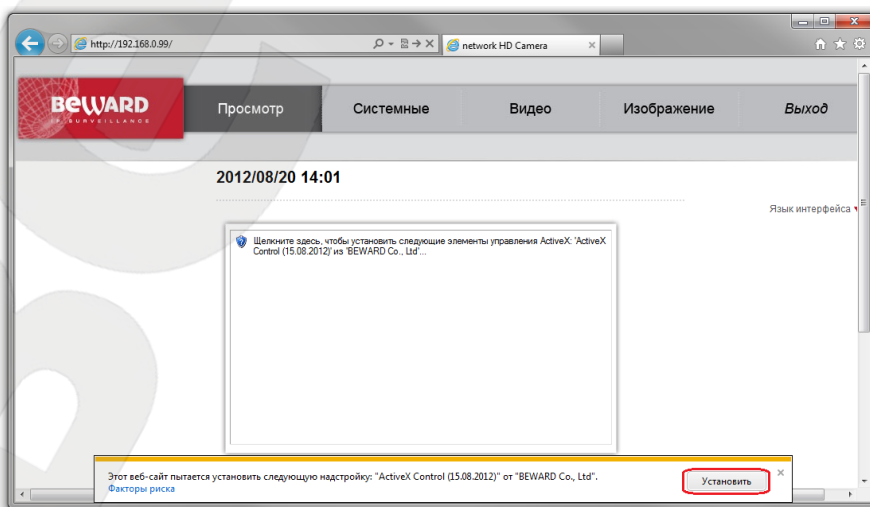 http://192.168.0.99/
network HD Camera
BEWARD
IP SURVEILLANCE
Просмотр
Системные
Видео
Изображение
Выход
2012/08/20 14:01
Язык интерфейса
Щелкните здесь, чтобы установить следующие элементы управления ActiveX: 'ActiveX
Control (15.08.2012)' из 'BEWARD Co., Ltd'...
Этот веб-сайт пытается установить следующую надстройку: "ActiveX Control (15.08.2012)" от "BEWARD Co., Ltd".
Факторы риска
Установить